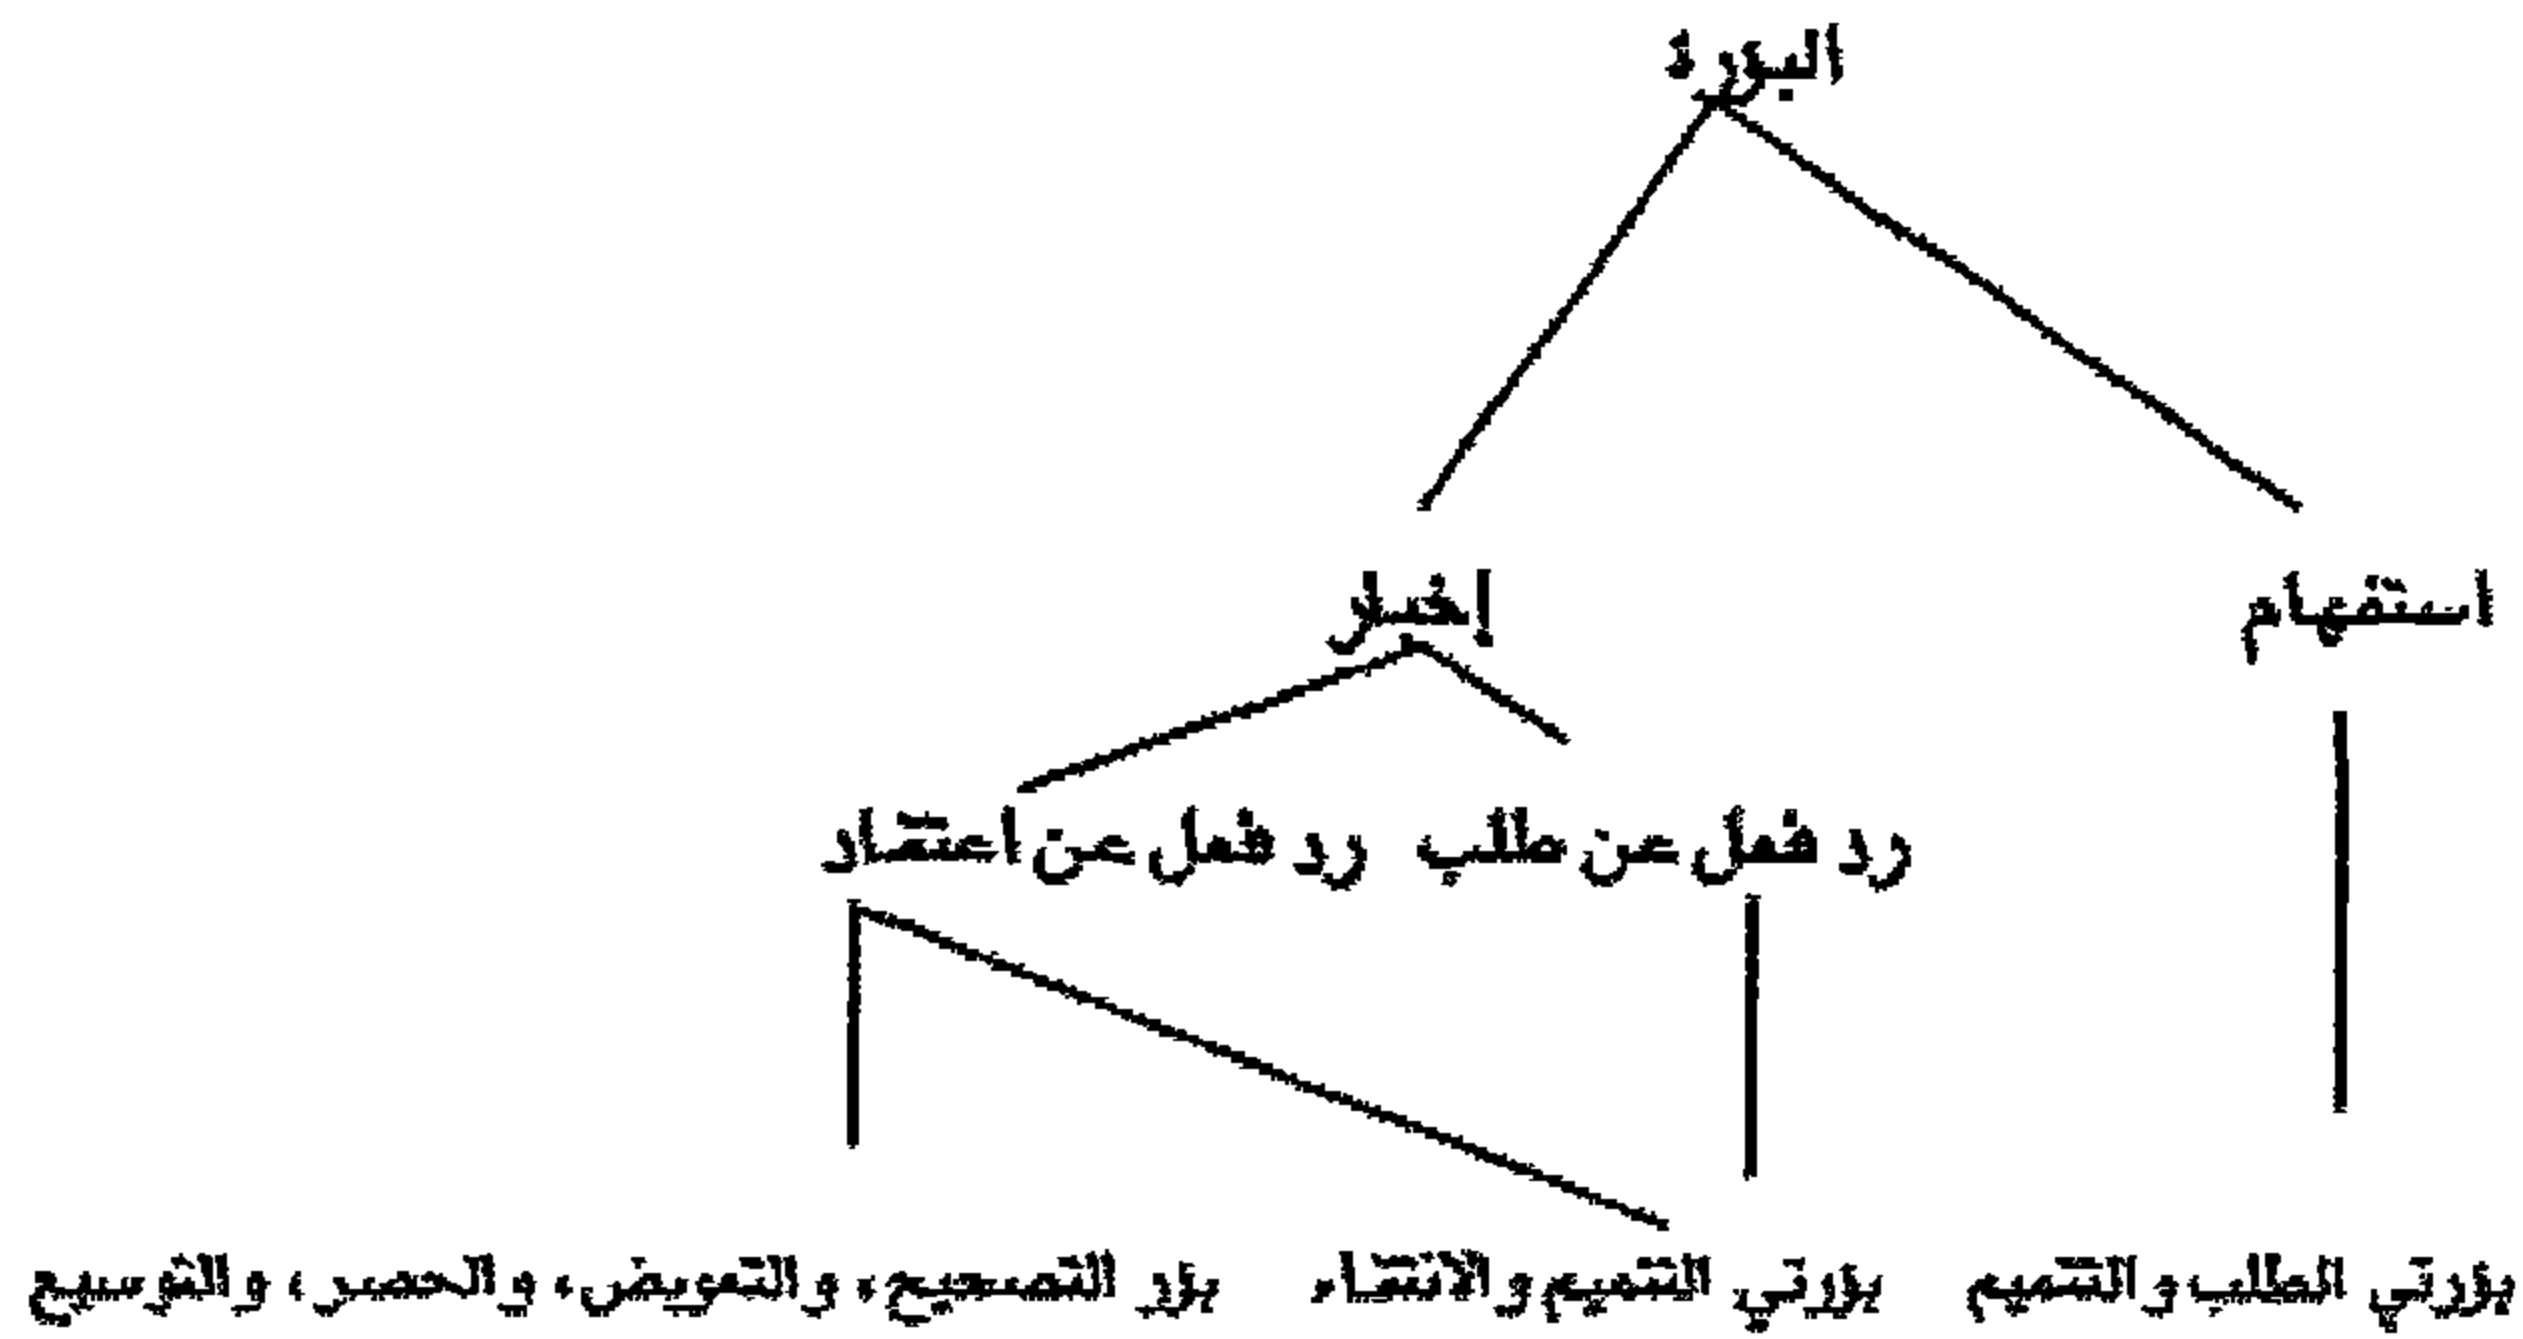 البؤرة
استفهام
إخبار
رد فعل عن طلب
رد فعل عن اعتقاد
بؤرتي الطلب والتتميم
بؤرتي التتميم والانتقاء
بؤر التصحيح، والتعويض، والحصر، والتوسيع